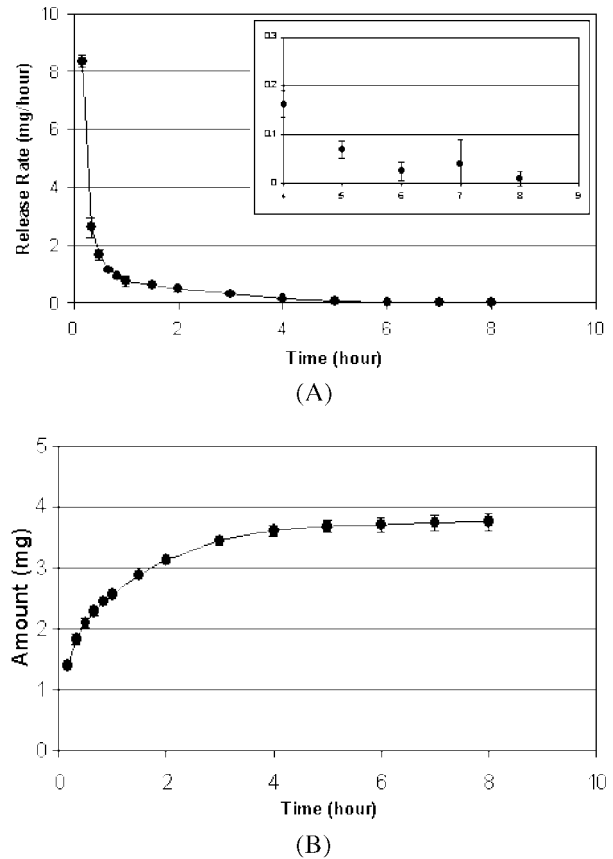 Release Rate (mg/hour)
10
8
6
4
2
0
0.3
0.2
0.1
0
4 5 6 7 8 9
0 2 4 6 8 10
Time (hour)
(A)
Amount (mg)
5
4
3
2
1
0
0 2 4 6 8 10
Time (hour)
(B)